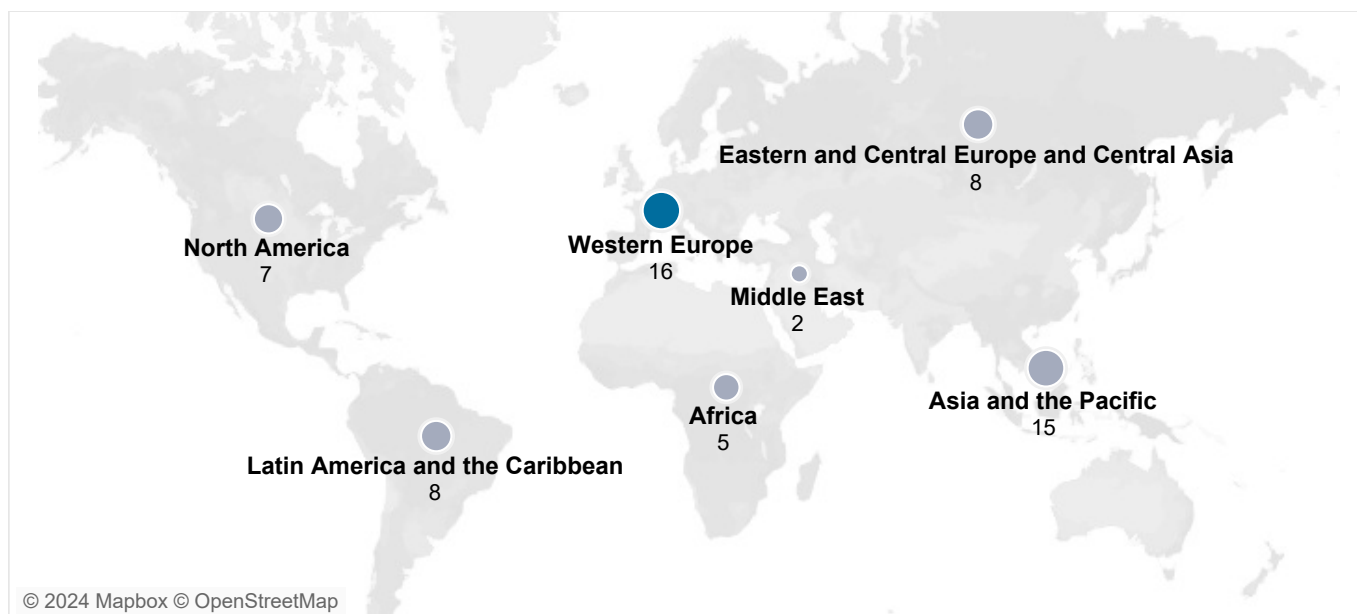 Eastern and Central Europe and Central Asia
8
North America
7
Western Europe
16
Middle East
2
Asia and the Pacific
15
Africa
5
Latin America and the Caribbean
8
© 2024 Mapbox © OpenStreetMap